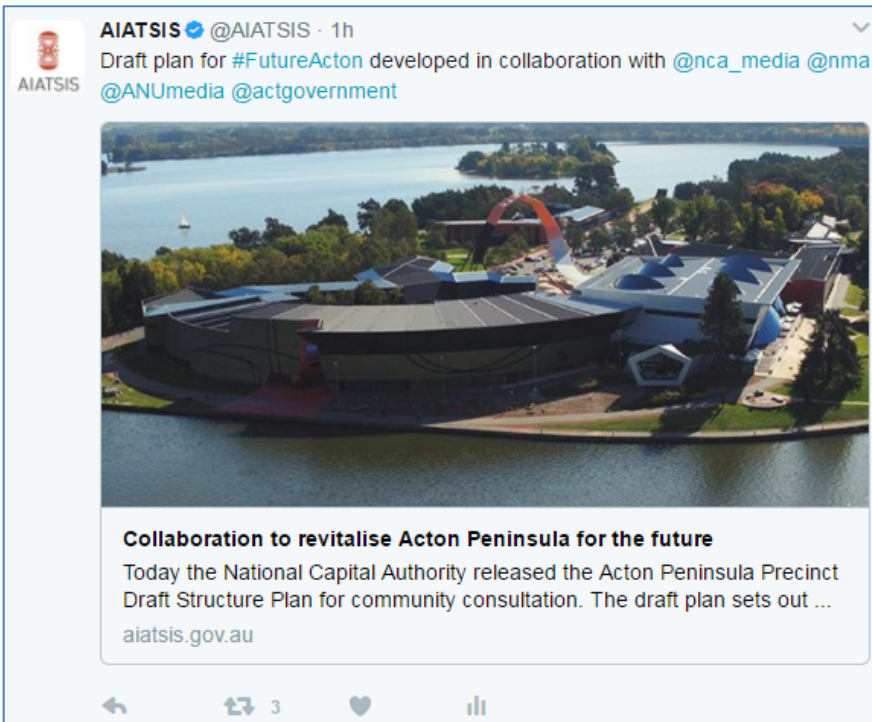 AIATSIS @AIATSIS · 1h
Draft plan for #FutureActon developed in collaboration with @nca_media @nma
@ANUmedia @actgovernment
AIATSIS
Collaboration to revitalise Acton Peninsula for the future
Today the National Capital Authority released the Acton Peninsula Precinct
Draft Structure Plan for community consultation. The draft plan sets out ...
aiatsis.gov.au
3